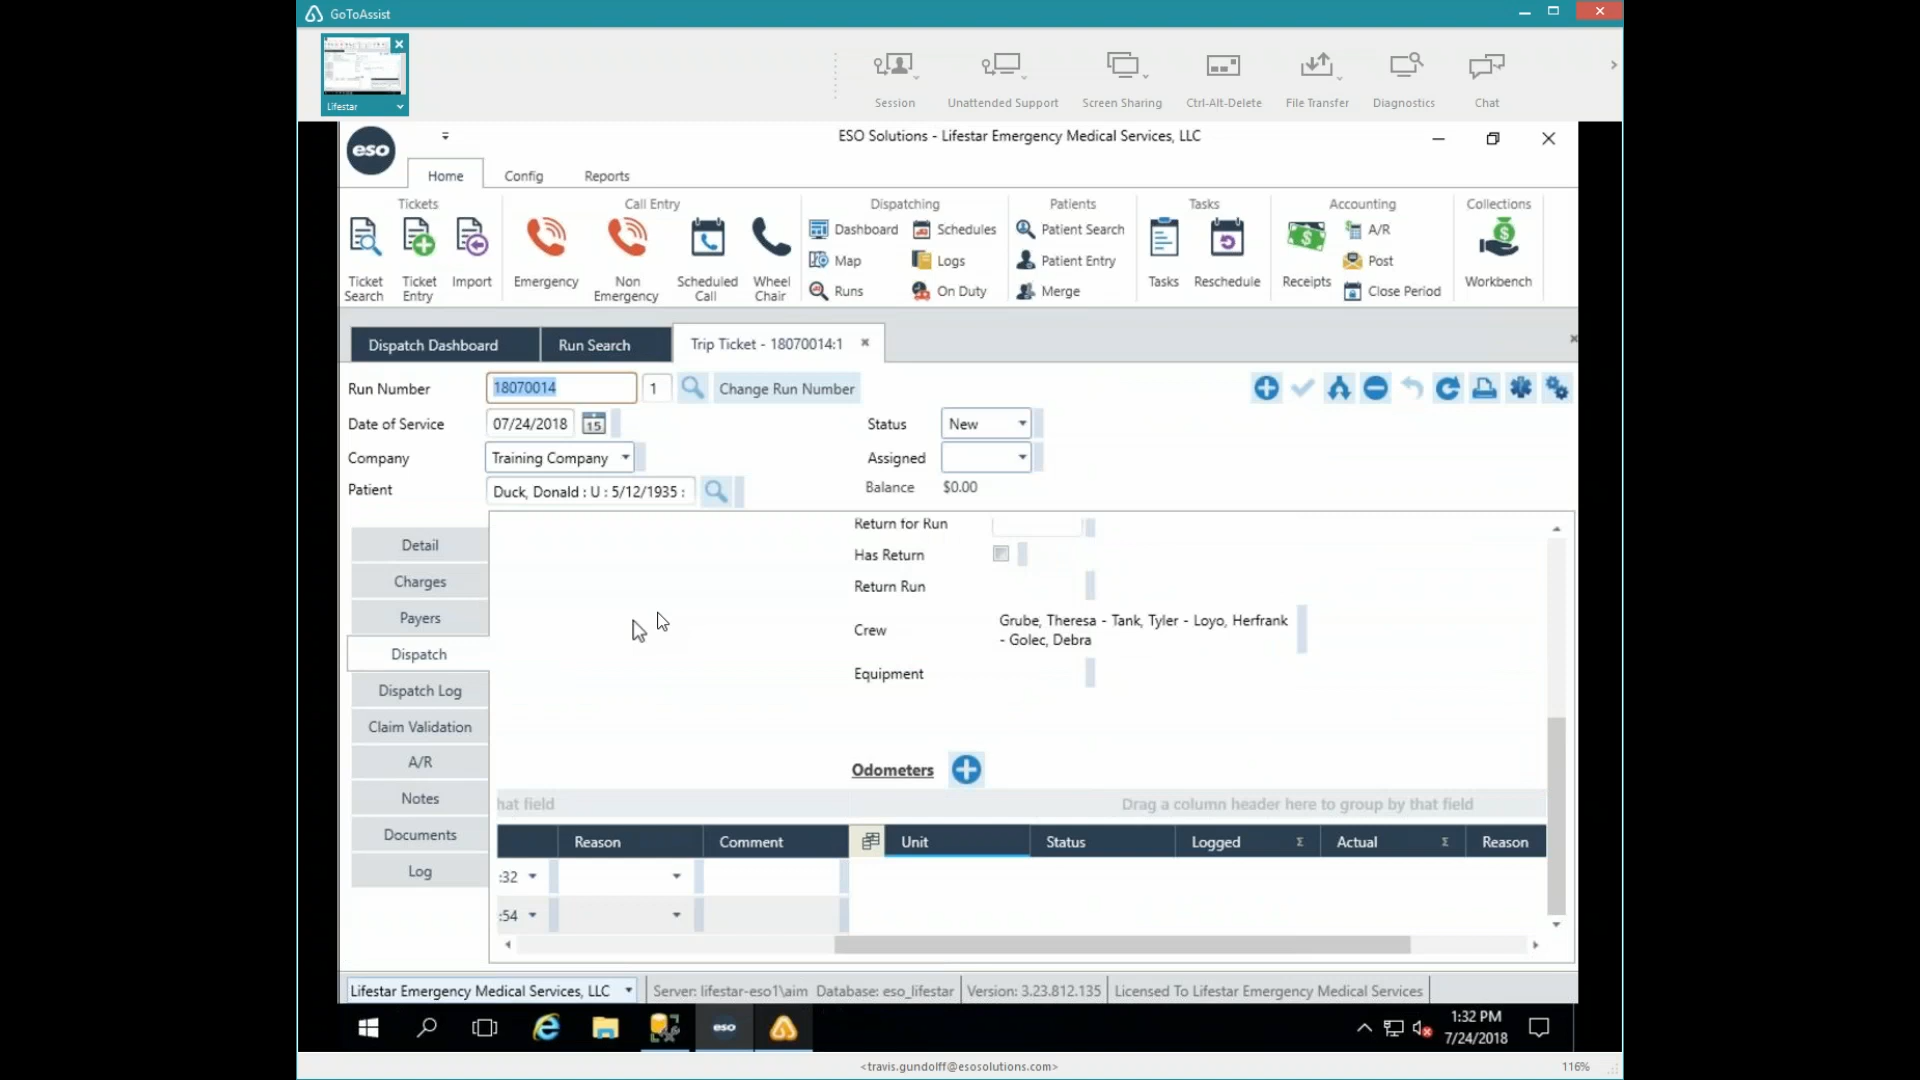 GoToAssist
Lifestar
Session
Unattended Support
Screen Sharing
Ctrl-Alt-Delete
File Transfer
Diagnostics
Chat
eso
ESO Solutions - Lifestar Emergency Medical Services, LLC
Home
Config
Reports
Tickets
Call Entry
Dispatching
Patients
Tasks
Accounting
Collections
Ticket Search
Ticket Entry
Import
Emergency
Non Emergency
Scheduled Call
Wheel Chair
Dashboard
Schedules
Map
Logs
Runs
On Duty
Patient Search
Patient Entry
Merge
Tasks
Reschedule
Receipts
A/R
Post
Close Period
Workbench
Dispatch Dashboard
Run Search
Trip Ticket - 18070014:1
Run Number
18070014
1
Change Run Number
Date of Service
07/24/2018
15
Status
New
Company
Training Company
Assigned
Patient
Duck, Donald : U : 5/12/1935 :
Balance
$0.00
Detail
Charges
Payers
Dispatch
Dispatch Log
Claim Validation
A/R
Notes
Documents
Log
Return for Run
Has Return
Return Run
Crew
Grube, Theresa - Tank, Tyler - Loyo, Herfrank
- Golec, Debra
Equipment
Odometers
hat field
Drag a column header here to group by that field
Reason
Comment
Unit
Status
Logged
Σ
Actual
Σ
Reason
:32
:54
Lifestar Emergency Medical Services, LLC
Server: lifestar-eso1\aim
Database: eso_lifestar
Version: 3.23.812.135
Licensed To Lifestar Emergency Medical Services
eso
1:32 PM
7/24/2018
<travis.gundolff@esosolutions.com>
116%